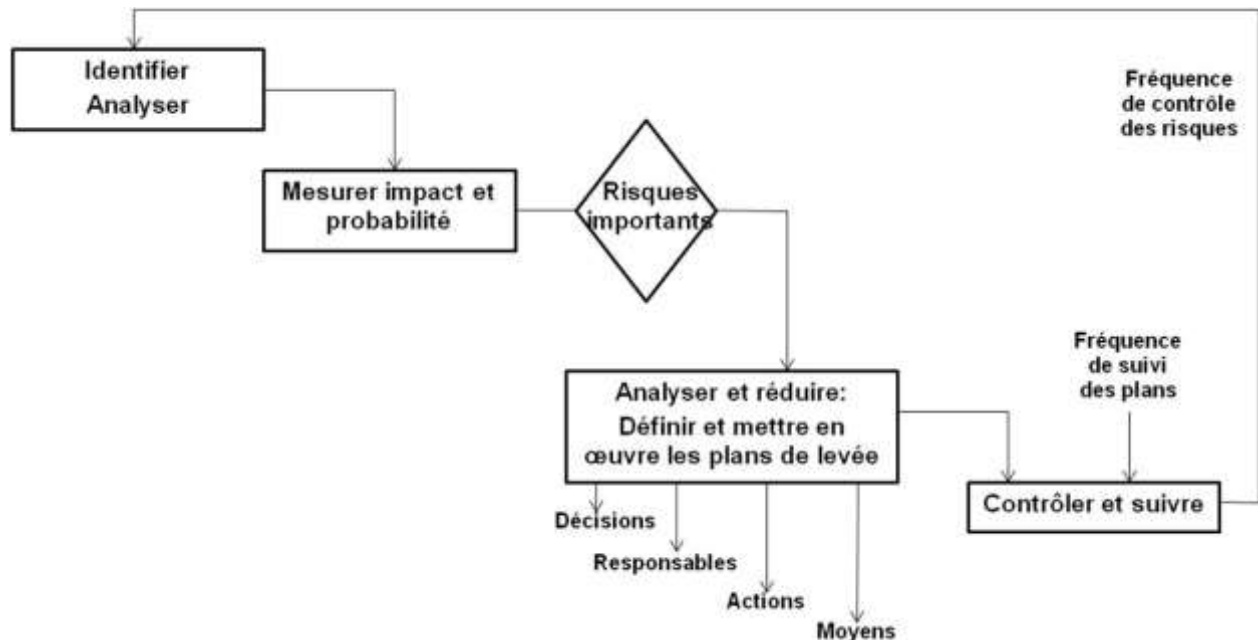 Identifier
Analyser
Fréquence
de contrôle
des risques
Mesurer impact et
probabilité
Risques
importants
Fréquence
de suivi
des plans
Analyser et réduire:
Définir et mettre en
œuvre les plans de levée
Contrôler et suivre
Décisions
Responsables
Actions
Moyens